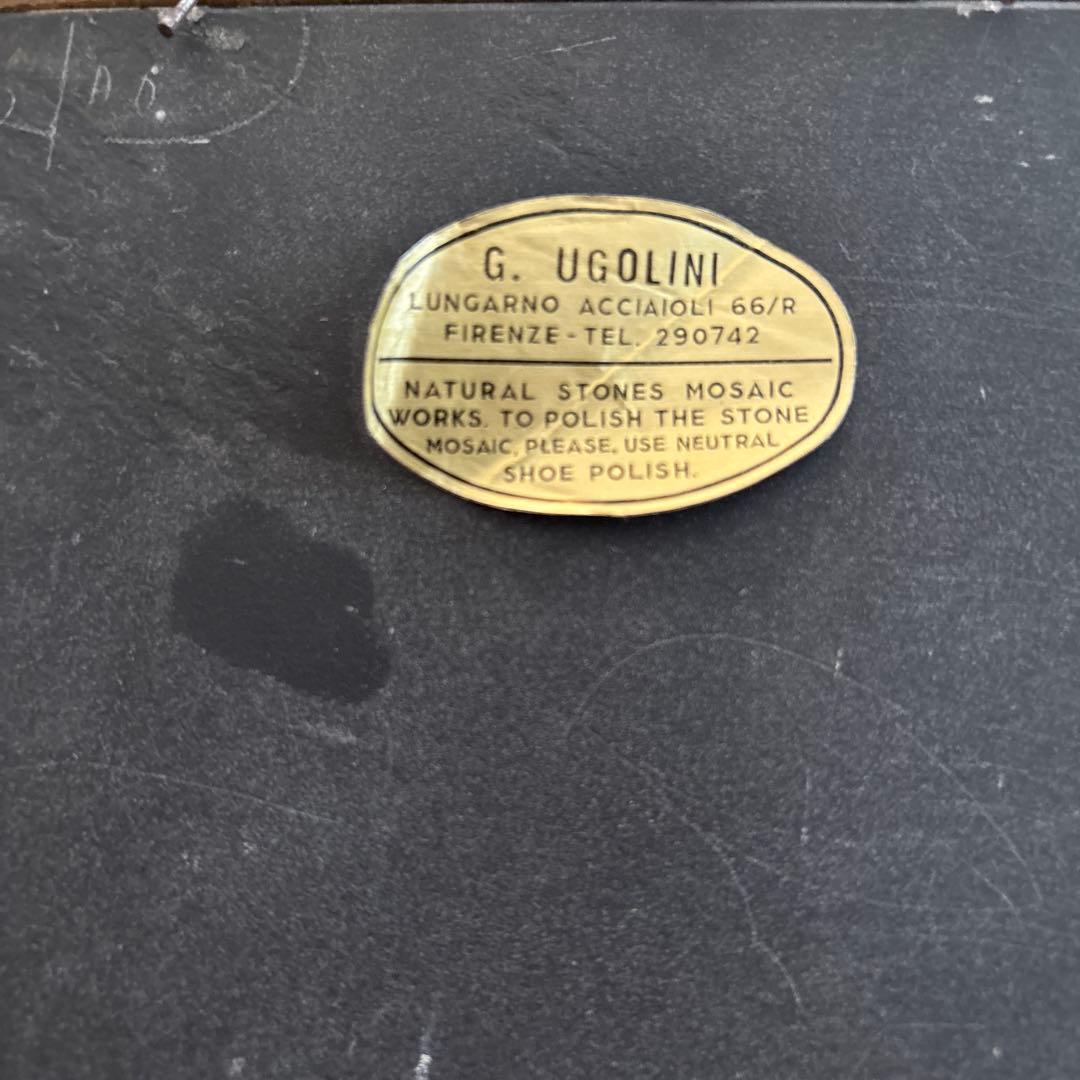 G. UGOLINI
LUNGARNO ACCIAIOLI 66/R
FIRENZE - TEL. 290742
NATURAL STONES MOSAIC
WORKS. TO POLISH THE STONE
MOSAIC, PLEASE, USE NEUTRAL
SHOE POLISH.